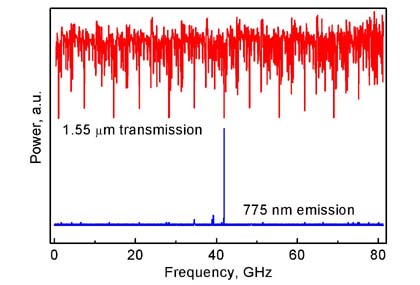 1.55 μm transmission
775 nm emission
Power, a.u.
0 20 40 60 80
Frequency, GHz